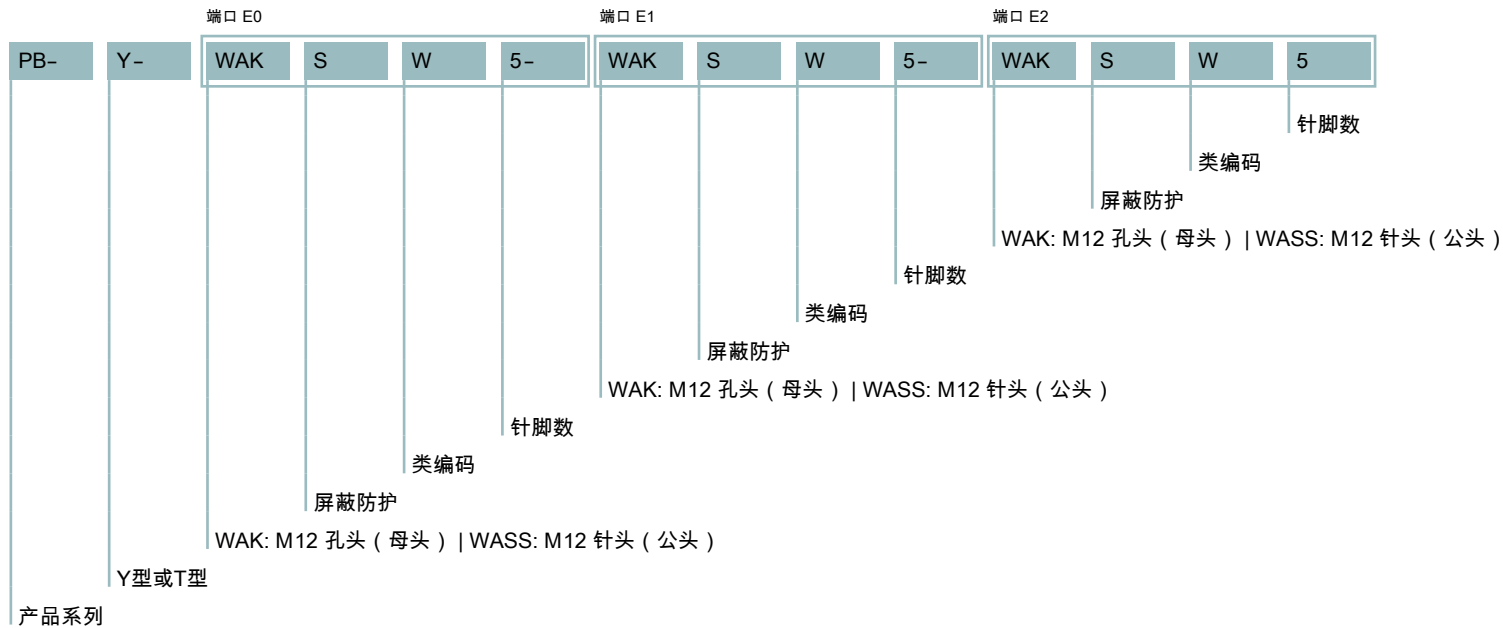 端口 E0 端口 E1 端口 E2
PB– Y– WAK S W 5– WAK S W 5– WAK S W 5
针脚数
类编码
屏蔽防护
WAK: M12 孔头（母头） | WASS: M12 针头（公头）
针脚数
类编码
屏蔽防护
WAK: M12 孔头（母头） | WASS: M12 针头（公头）
针脚数
类编码
屏蔽防护
WAK: M12 孔头（母头） | WASS: M12 针头（公头）
Y型或T型
产品系列